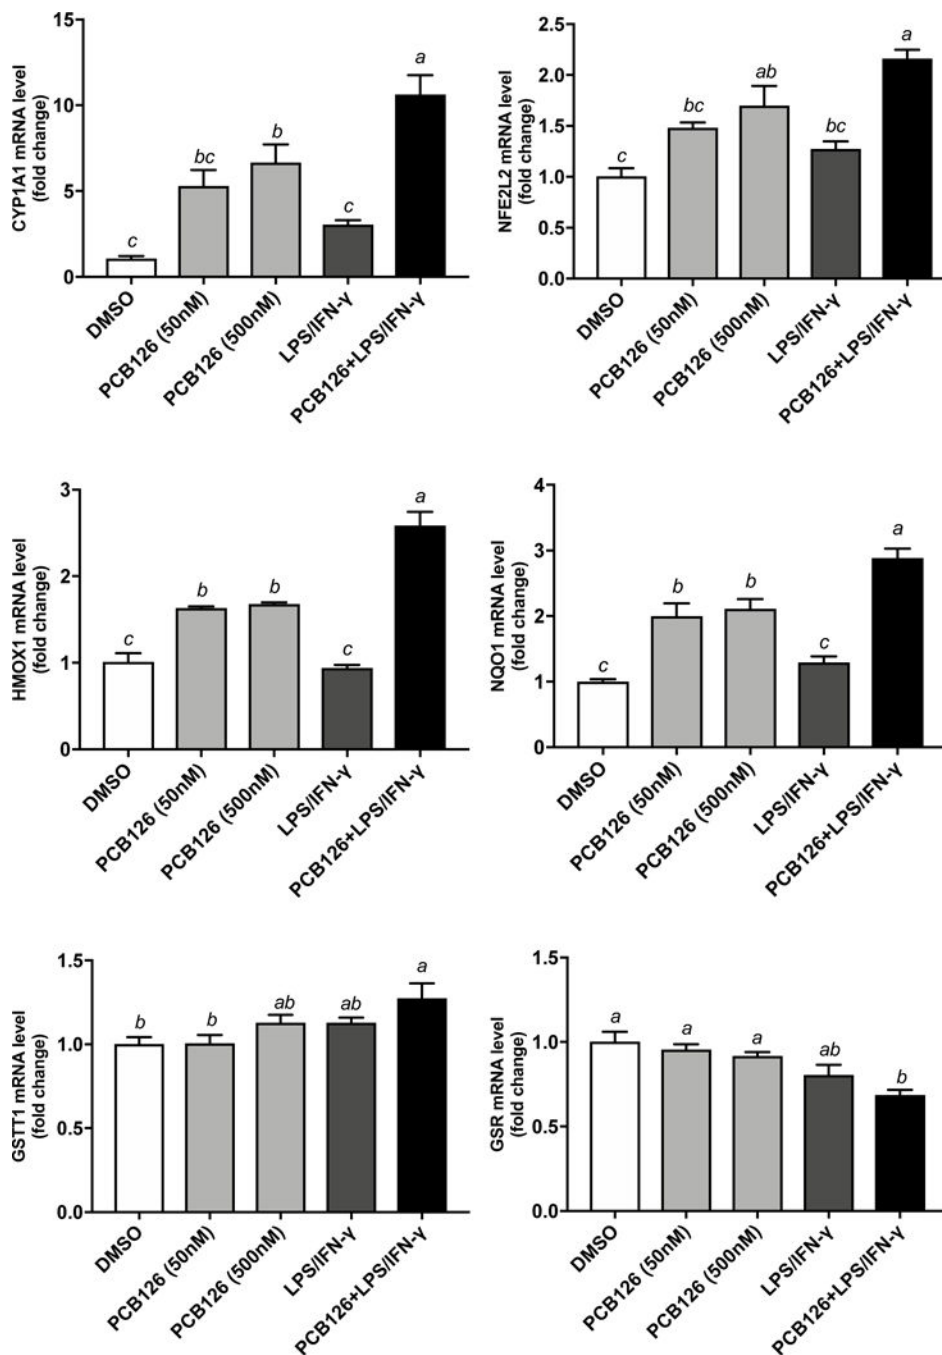 CYP1A1 mRNA level
(fold change)
15
10
5
0
c
bc
b
c
a
DMSO
PCB126 (50nM)
PCB126 (500nM)
LPS/IFN-γ
PCB126+LPS/IFN-γ
NFE2L2 mRNA level
(fold change)
2.5
2.0
1.5
1.0
0.5
0.0
c
bc
ab
bc
a
DMSO
PCB126 (50nM)
PCB126 (500nM)
LPS/IFN-γ
PCB126+LPS/IFN-γ
HMOX1 mRNA level
(fold change)
3
2
1
0
c
b
b
c
a
DMSO
PCB126 (50nM)
PCB126 (500nM)
LPS/IFN-γ
PCB126+LPS/IFN-γ
NQO1 mRNA level
(fold change)
4
3
2
1
0
c
b
b
c
a
DMSO
PCB126 (50nM)
PCB126 (500nM)
LPS/IFN-γ
PCB126+LPS/IFN-γ
GSTT1 mRNA level
(fold change)
1.5
1.0
0.5
0.0
b
b
ab
ab
a
DMSO
PCB126 (50nM)
PCB126 (500nM)
LPS/IFN-γ
PCB126+LPS/IFN-γ
GSR mRNA level
(fold change)
1.5
1.0
0.5
0.0
a
a
a
ab
b
DMSO
PCB126 (50nM)
PCB126 (500nM)
LPS/IFN-γ
PCB126+LPS/IFN-γ